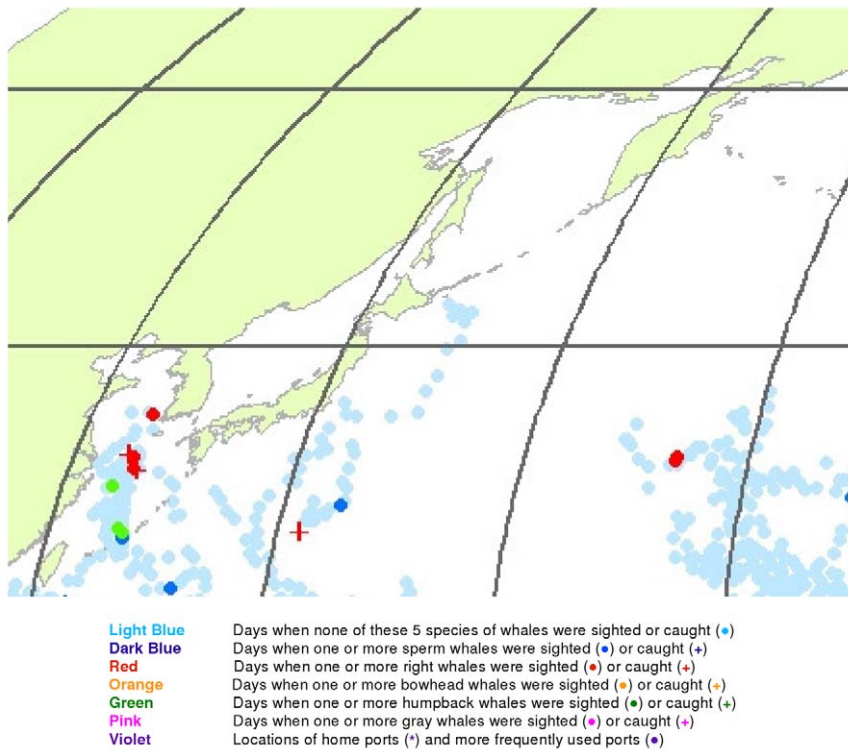 Light Blue Days when none of these 5 species of whales were sighted or caught (●)
Dark Blue Days when one or more sperm whales were sighted (●) or caught (+)
Red Days when one or more right whales were sighted (●) or caught (+)
Orange Days when one or more bowhead whales were sighted (●) or caught (+)
Green Days when one or more humpback whales were sighted (●) or caught (+)
Pink Days when one or more gray whales were sighted (●) or caught (+)
Violet Locations of home ports (*) and more frequently used ports (●)